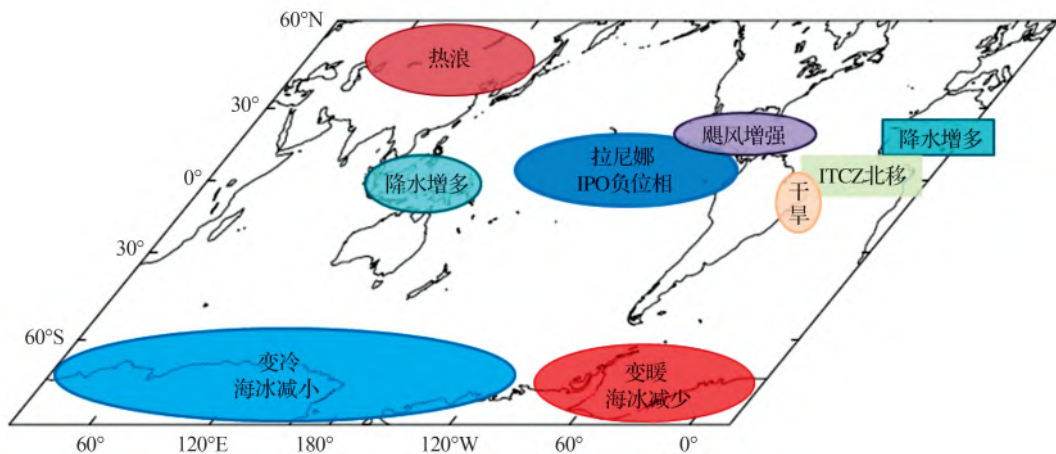 60°N
热浪
30°
飓风增强
降水增多
拉尼娜
IPO负位相
降水增多
0°
ITCZ北移
干
旱
30°
60°S
变冷
海冰减小
变暖
海冰减少
60°
120°E
180°
120°W
60°
0°